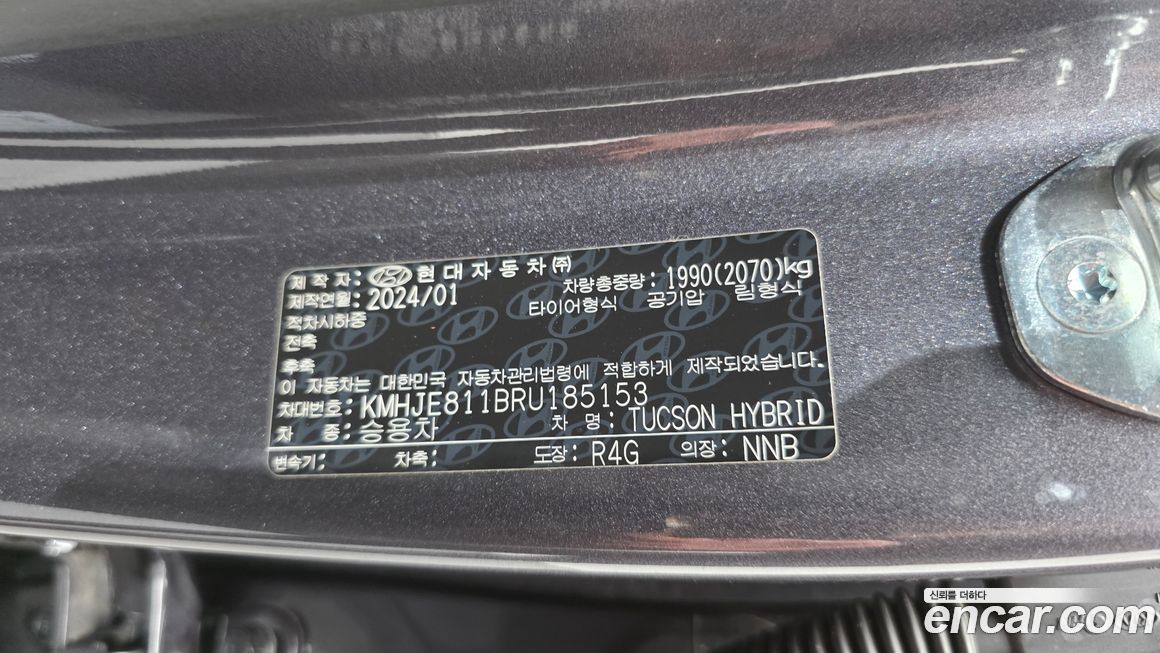 제작자: 현대자동차㈜
제작연월: 2024/01 차량총중량: 1990(2070)kg
적차시하중 타이어형식 공기압 림형식
전축
후축
이 자동차는 대한민국 자동차관리법령에 적합하게 제작되었습니다.
차대번호: KMHJE811BRU185153
차 종: 승용차 차 명: TUCSON HYBRID
변속기: 차축: 도장: R4G 의장: NNB
신뢰를 더하다
encar.com